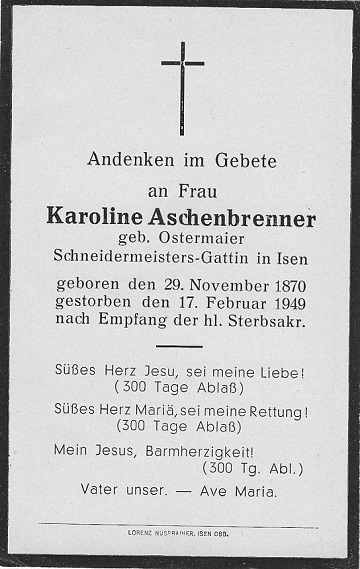 Andenken im Gebete
an Frau
Karoline Aschenbrenner
geb. Ostermaier
Schneidermeisters-Gattin in Isen
geboren den 29. November 1870
gestorben den 17. Februar 1949
nach Empfang der hl. Sterbsakr.
Süßes Herz Jesu, sei meine Liebe!
(300 Tage Ablaß)
Süßes Herz Mariä, sei meine Rettung!
(300 Tage Ablaß)
Mein Jesus, Barmherzigkeit!
(300 Tg. Abl.)
Vater unser. — Ave Maria.
LORENZ NUSSRAINER, ISEN OBB.